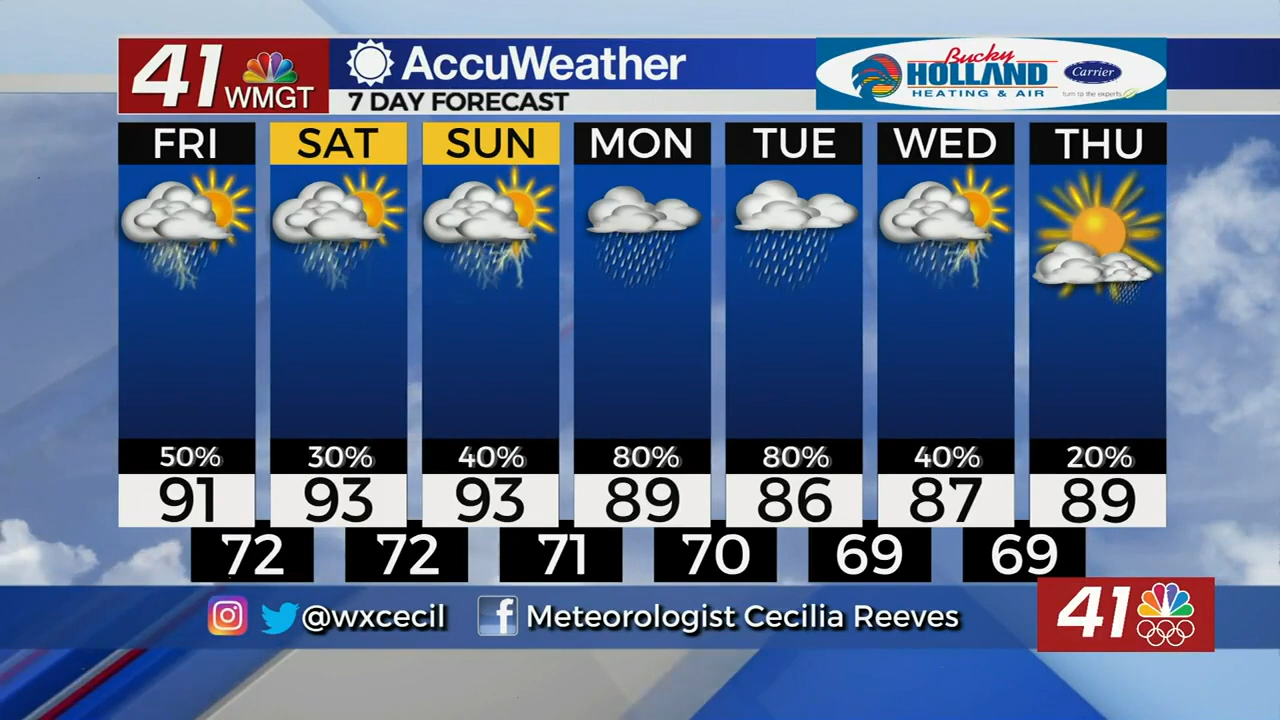 41 WMGT
AccuWeather
7 DAY FORECAST
Bucky
HOLLAND
HEATING & AIR
Carrier
turn to the experts
FRI SAT SUN MON TUE WED THU
50% 30% 40% 80% 80% 40% 20%
91 93 93 89 86 87 89
72 72 71 70 69 69
@wxcecil f Meteorologist Cecilia Reeves
41